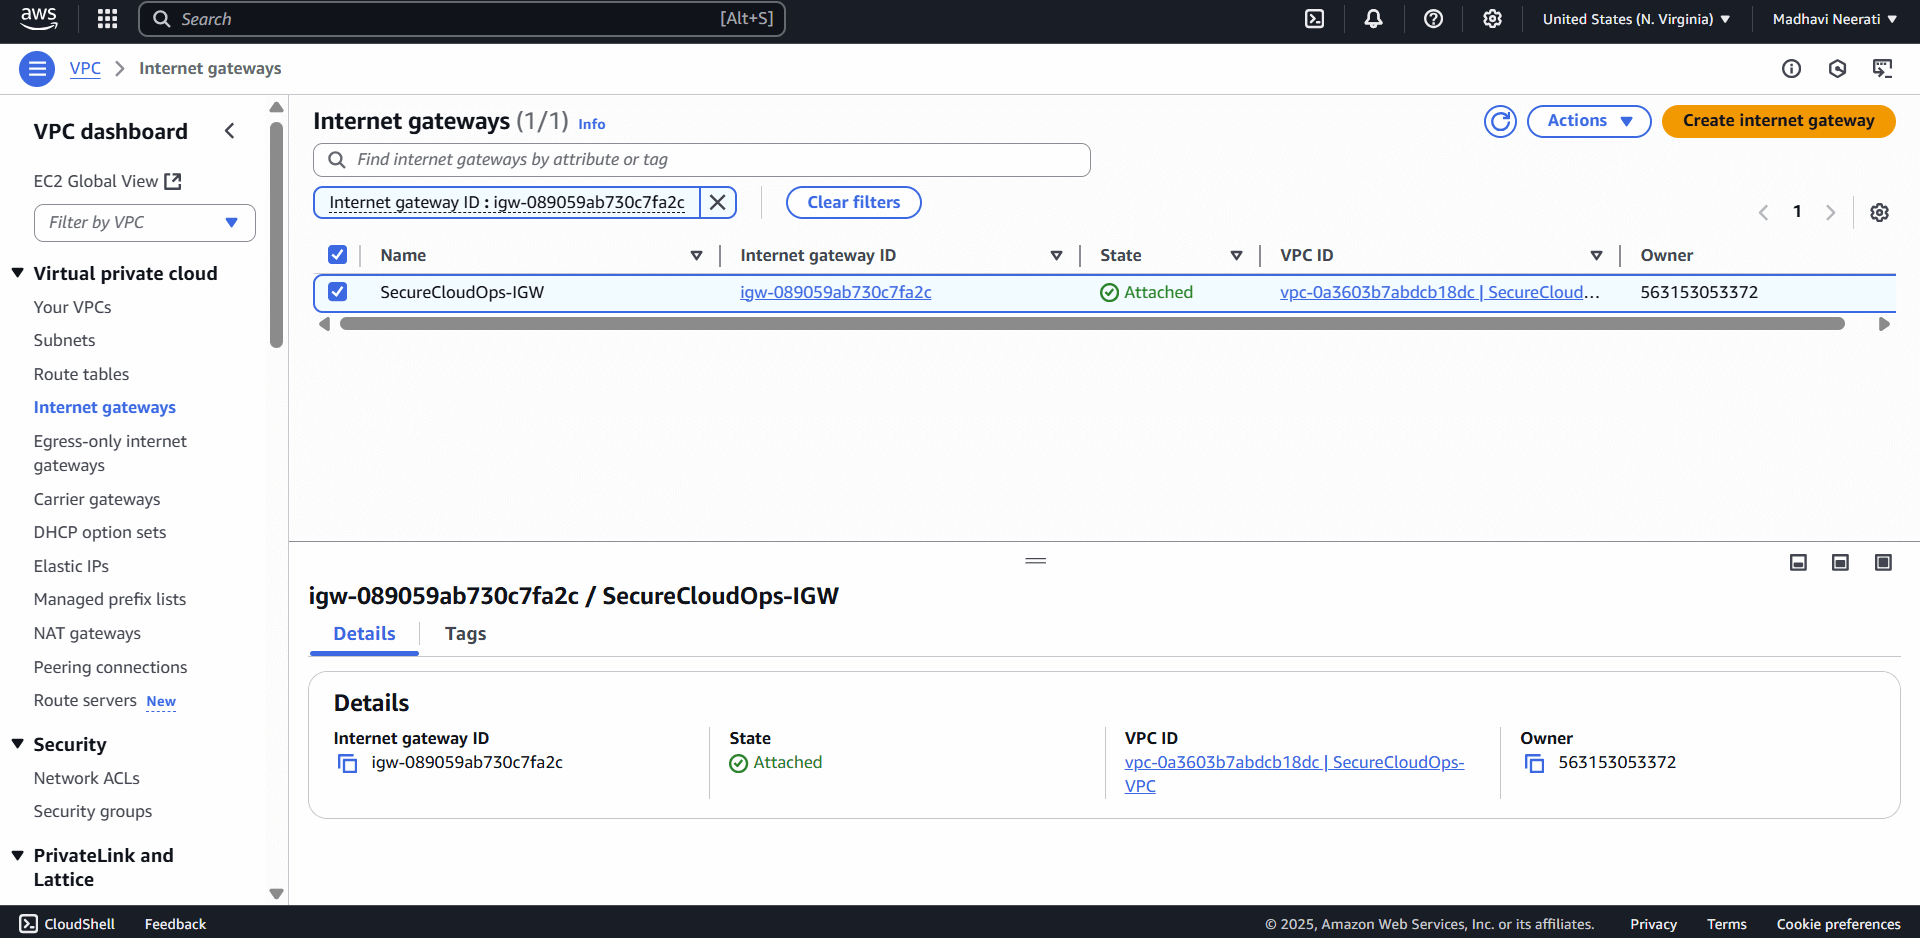 aws
Search [Alt+S]
United States (N. Virginia)
Madhavi Neerati
VPC
Internet gateways
VPC dashboard
EC2 Global View
Filter by VPC
Virtual private cloud
Your VPCs
Subnets
Route tables
Internet gateways
Egress-only internet
gateways
Carrier gateways
DHCP option sets
Elastic IPs
Managed prefix lists
NAT gateways
Peering connections
Route servers New
Security
Network ACLs
Security groups
PrivateLink and
Lattice
Internet gateways (1/1) Info
Actions
Create internet gateway
Find internet gateways by attribute or tag
Internet gateway ID : igw-089059ab730c7fa2c
Clear filters
1
Name Internet gateway ID State VPC ID Owner
SecureCloudOps-IGW igw-089059ab730c7fa2c Attached vpc-0a3603b7abdcb18dc | SecureCloud... 563153053372
igw-089059ab730c7fa2c / SecureCloudOps-IGW
Details Tags
Details
Internet gateway ID
igw-089059ab730c7fa2c
State
Attached
VPC ID
vpc-0a3603b7abdcb18dc | SecureCloudOps-
VPC
Owner
563153053372
CloudShell Feedback
© 2025, Amazon Web Services, Inc. or its affiliates. Privacy Terms Cookie preferences